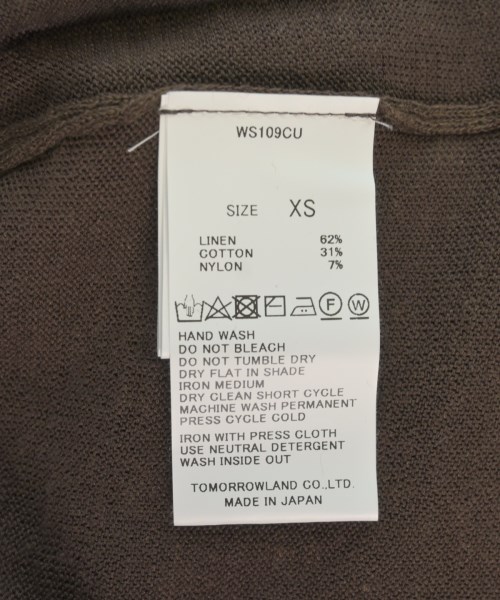 WS109CU
SIZE XS
LINEN 62%
COTTON 31%
NYLON 7%
F W
HAND WASH
DO NOT BLEACH
DO NOT TUMBLE DRY
DRY FLAT IN SHADE
IRON MEDIUM
DRY CLEAN SHORT CYCLE
MACHINE WASH PERMANENT
PRESS CYCLE COLD
IRON WITH PRESS CLOTH
USE NEUTRAL DETERGENT
WASH INSIDE OUT
TOMORROWLAND CO.,LTD.
MADE IN JAPAN